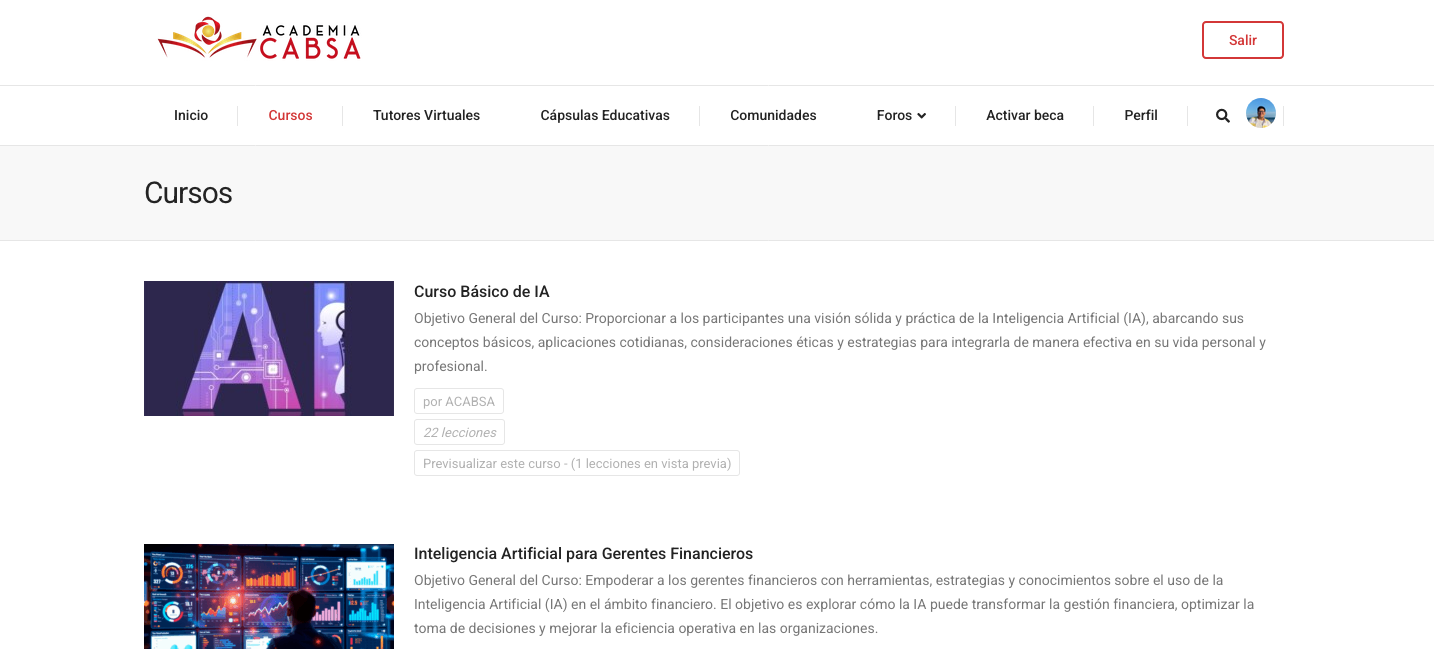 ACADEMIA
CABSA
Salir
Inicio
Cursos
Tutores Virtuales
Cápsulas Educativas
Comunidades
Foros
Activar beca
Perfil
Cursos
AI
Curso Básico de IA
Objetivo General del Curso: Proporcionar a los participantes una visión sólida y práctica de la Inteligencia Artificial (IA), abarcando sus
conceptos básicos, aplicaciones cotidianas, consideraciones éticas y estrategias para integrarla de manera efectiva en su vida personal y
profesional.
por ACABSA
22 lecciones
Previsualizar este curso - (1 lecciones en vista previa)
Inteligencia Artificial para Gerentes Financieros
Objetivo General del Curso: Empoderar a los gerentes financieros con herramientas, estrategias y conocimientos sobre el uso de la
Inteligencia Artificial (IA) en el ámbito financiero. El objetivo es explorar cómo la IA puede transformar la gestión financiera, optimizar la
toma de decisiones y mejorar la eficiencia operativa en las organizaciones.